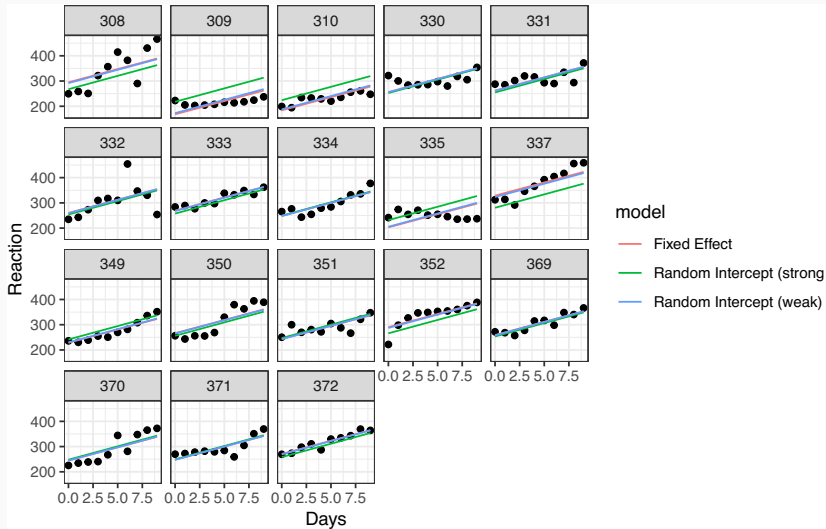 308 309 310 330 331
400
300
200
332 333 334 335 337
400
300
200
349 350 351 352 369
400
300
200
370 371 372
400
300
200
0.0 2.5 5.0 7.5 0.0 2.5 5.0 7.5
0.0 2.5 5.0 7.5 0.0 2.5 5.0 7.5 0.0 2.5 5.0 7.5
Days
Reaction
model
Fixed Effect
Random Intercept (strong
Random Intercept (weak)